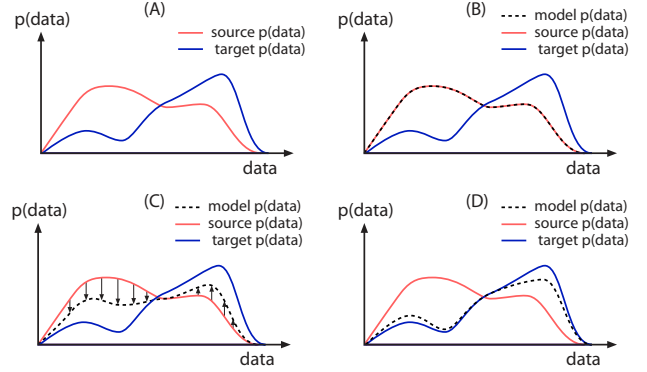 (A)
p(data)
source p(data)
target p(data)
data
(B)
p(data)
model p(data)
source p(data)
target p(data)
data
(C)
p(data)
model p(data)
source p(data)
target p(data)
data
(D)
p(data)
model p(data)
source p(data)
target p(data)
data